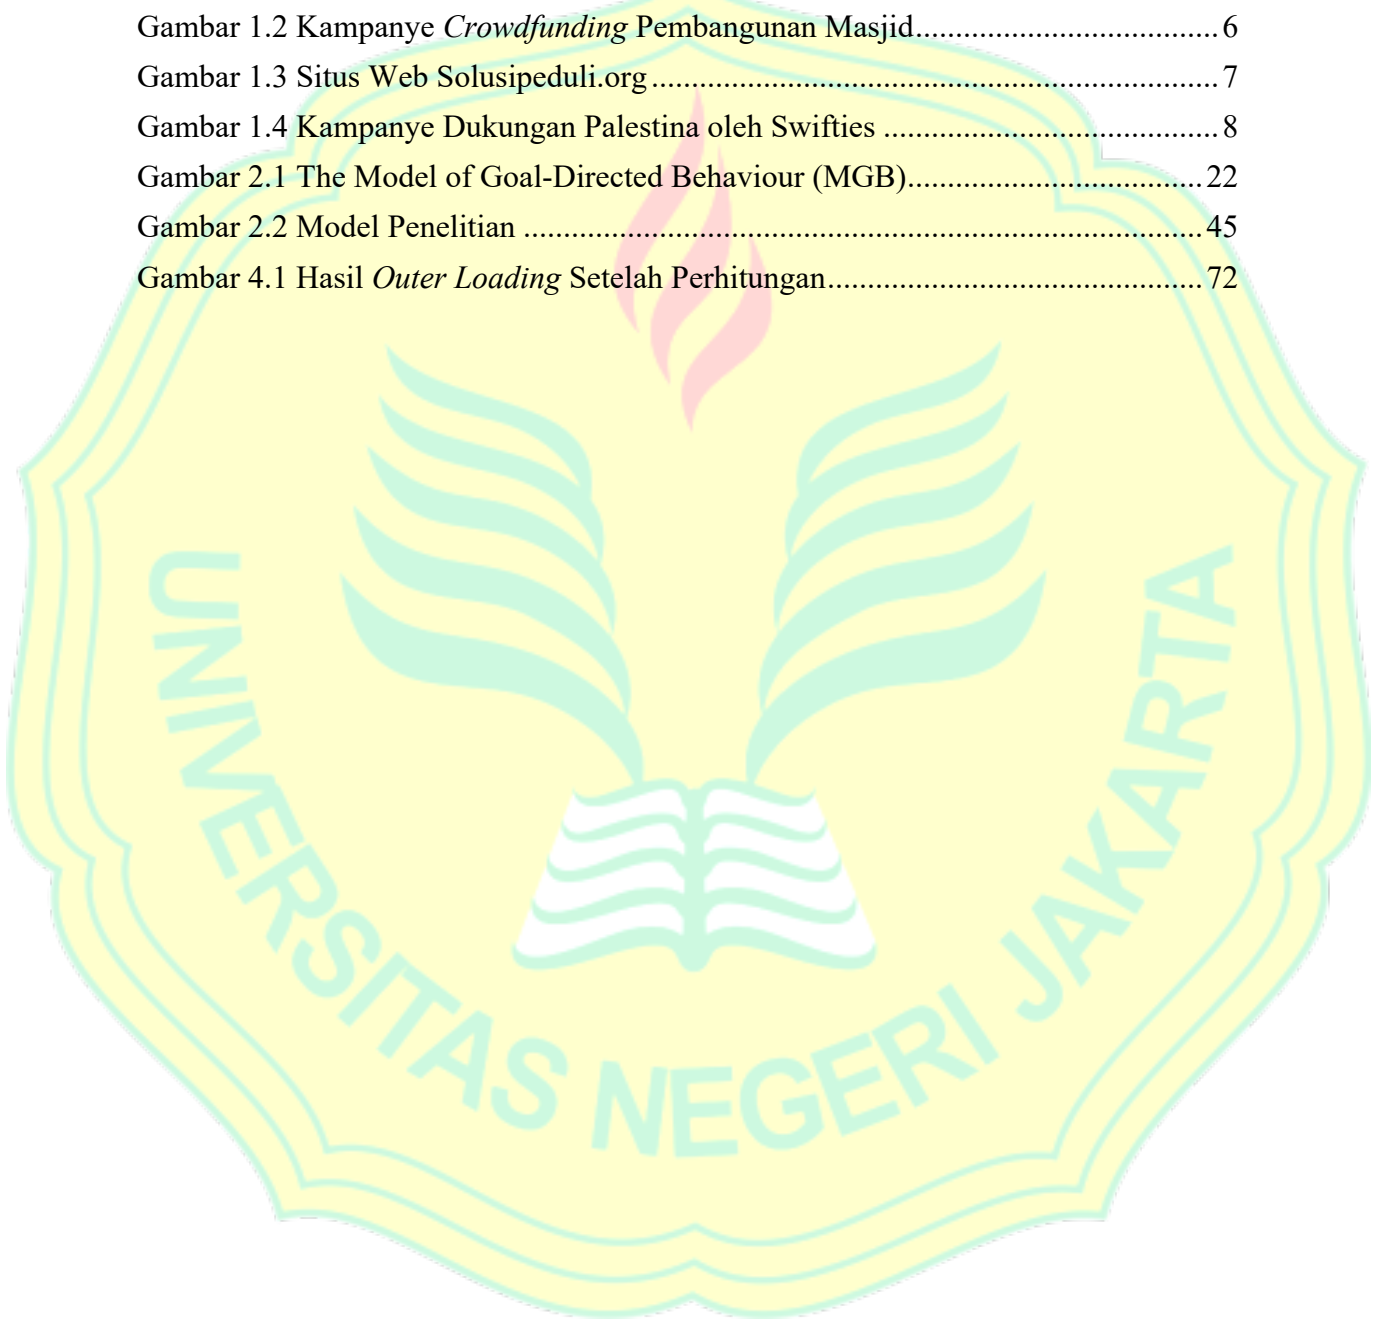 Gambar 1.2 Kampanye Crowdfunding Pembangunan Masjid......................................6
Gambar 1.3 Situs Web Solusipeduli.org.......................................................................7
Gambar 1.4 Kampanye Dukungan Palestina oleh Swifties ..........................................8
Gambar 2.1 The Model of Goal-Directed Behaviour (MGB).....................................22
Gambar 2.2 Model Penelitian .....................................................................................45
Gambar 4.1 Hasil Outer Loading Setelah Perhitungan...............................................72
UNIVERSITAS NEGERI JAKARTA